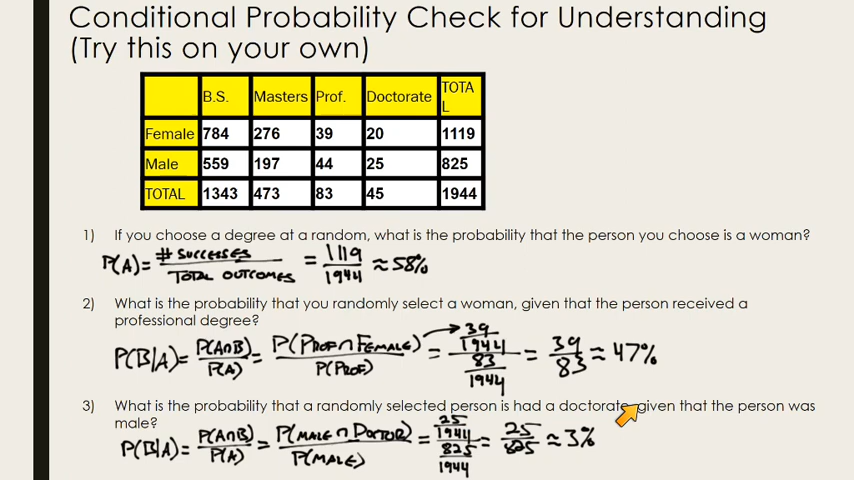 Conditional Probability Check for Understanding
(Try this on your own)
B.S. Masters Prof. Doctorate TOTA
L
Female 784 276 39 20 1119
Male 559 197 44 25 825
TOTAL 1343 473 83 45 1944
1) If you choose a degree at a random, what is the probability that the person you choose is a woman?
P(A)= # SUCCESSES / TOTAL OUTCOMES = 1119/1944 ≈58%
2) What is the probability that you randomly select a woman, given that the person received a
professional degree?
P(B|A)= P(A∩B)/P(A) = P(PROF∩FEMALE)/P(PROF) = 39/1944 / 83/1944 = 39/83 ≈ 47%
3) What is the probability that a randomly selected person is had a doctorate, given that the person was
male?
P(B|A)= P(A∩B)/P(A) = P(MALE∩DOCTOR)/P(MALE) = 25/1944 / 825/1944 = 25/825 ≈3%